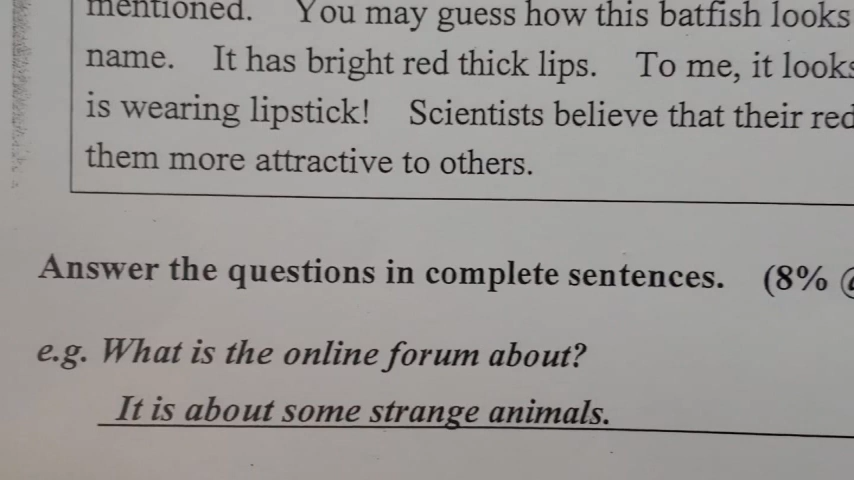 mentioned. You may guess how this batfish looks
name. It has bright red thick lips. To me, it looks
is wearing lipstick! Scientists believe that their red
them more attractive to others.
Answer the questions in complete sentences. (8% @
e.g. What is the online forum about?
It is about some strange animals.